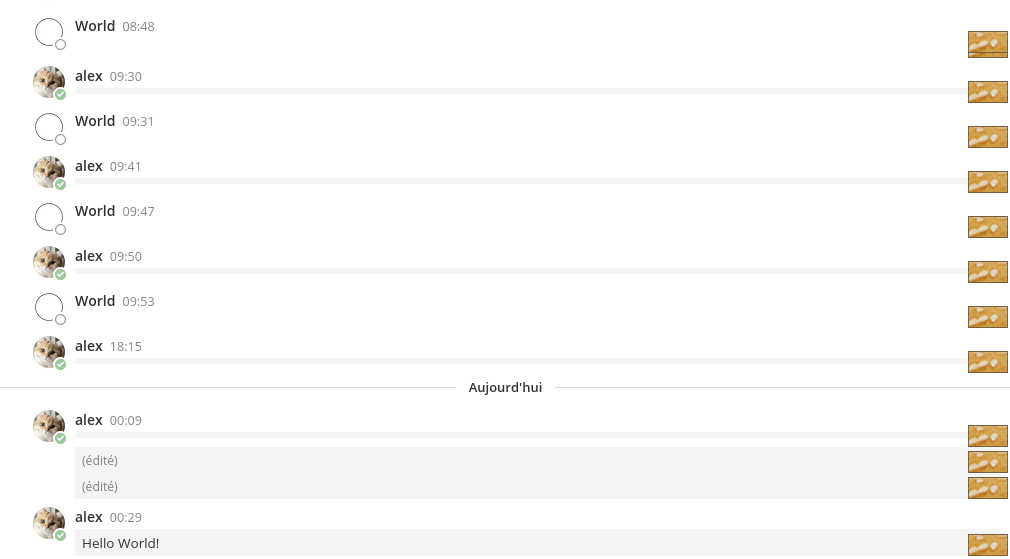 World 08:48
alex 09:30
World 09:31
alex 09:41
World 09:47
alex 09:50
World 09:53
alex 18:15
Aujourd'hui
alex 00:09
(édité)
(édité)
alex 00:29
Hello World!